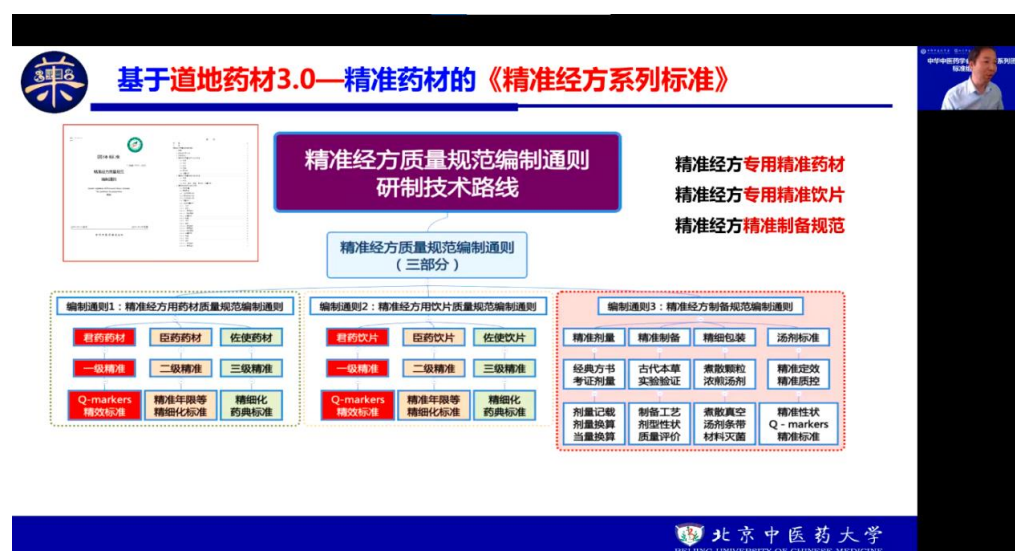 基于道地药材3.0—精准药材的《精准经方系列标准》
精准经方质量规范编制通则
研制技术路线
精准经方专用精准药材
精准经方专用精准饮片
精准经方精准制备规范
精准经方质量规范编制通则
（三部分）
编制通则1：精准经方用药材质量规范编制通则
君药药材 臣药药材 佐使药材
一级精准 二级精准 三级精准
Q-markers 精准年限等 精细化
精效标准 精细化标准 药典标准
编制通则2：精准经方用饮片质量规范编制通则
君药饮片 臣药饮片 佐使饮片
一级精准 二级精准 三级精准
Q-markers 精准年限等 精细化
精效标准 精细化标准 药典标准
编制通则3：精准经方制备规范编制通则
精准剂量 精准制备 精细包装 汤剂标准
经典方书 古代本草 煮散颗粒 精准定效
考证剂量 实验验证 浓煎汤剂 精准质控
剂量记载 制备工艺 煮散真空 精准性状
剂量换算 剂型性状 汤剂条带 Q - markers
当量换算 质量评价 材料灭菌 精准标准
北京中医药大学
BEIJING UNIVERSITY OF CHINESE MEDICINE